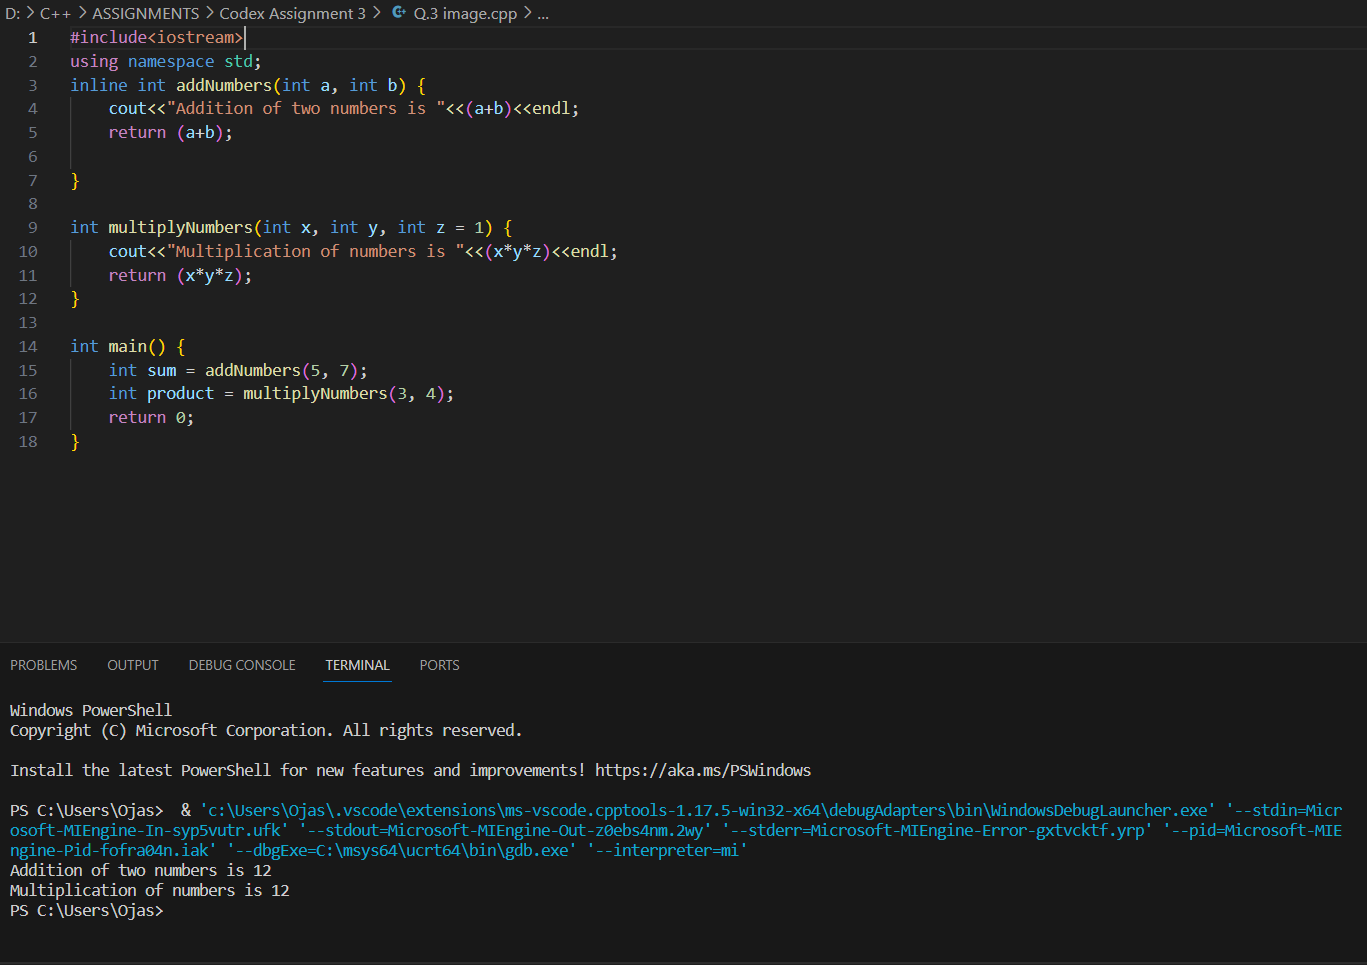 D: > C++ > ASSIGNMENTS > Codex Assignment 3 > Q.3 image.cpp > ...
1 #include<iostream>
2 using namespace std;
3 inline int addNumbers(int a, int b) {
4     cout<<"Addition of two numbers is "<<(a+b)<<endl;
5     return (a+b);
6
7 }
8
9 int multiplyNumbers(int x, int y, int z = 1) {
10     cout<<"Multiplication of numbers is "<<(x*y*z)<<endl;
11     return (x*y*z);
12 }
13
14 int main() {
15     int sum = addNumbers(5, 7);
16     int product = multiplyNumbers(3, 4);
17     return 0;
18 }
PROBLEMS OUTPUT DEBUG CONSOLE TERMINAL PORTS
Windows PowerShell
Copyright (C) Microsoft Corporation. All rights reserved.
Install the latest PowerShell for new features and improvements! https://aka.ms/PSWindows
PS C:\Users\Ojas>  & 'c:\Users\Ojas\.vscode\extensions\ms-vscode.cpptools-1.17.5-win32-x64\debugAdapters\bin\WindowsDebugLauncher.exe' '--stdin=Micr
osoft-MIEngine-In-syp5vutr.ufk' '--stdout=Microsoft-MIEngine-Out-z0ebs4nm.2wy' '--stderr=Microsoft-MIEngine-Error-gxtvcktf.yrp' '--pid=Microsoft-MIE
ngine-Pid-fofra04n.iak' '--dbgExe=C:\msys64\ucrt64\bin\gdb.exe' '--interpreter=mi'
Addition of two numbers is 12
Multiplication of numbers is 12
PS C:\Users\Ojas>